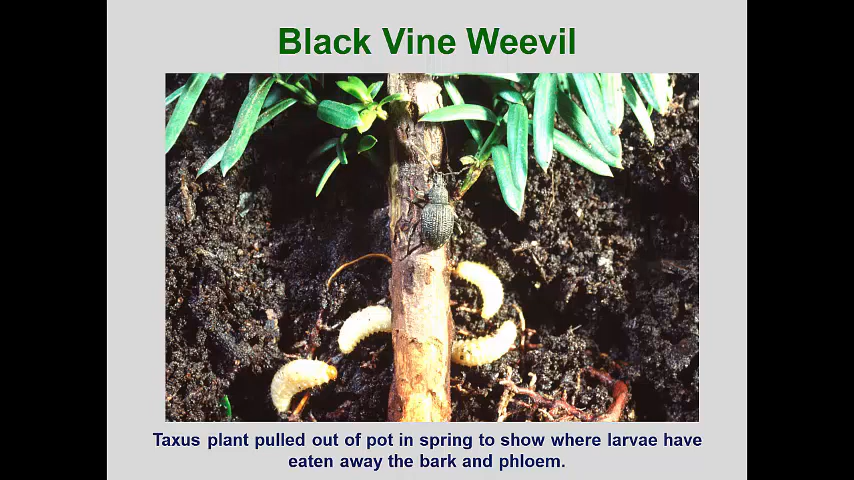 Black Vine Weevil
Taxus plant pulled out of pot in spring to show where larvae have
eaten away the bark and phloem.